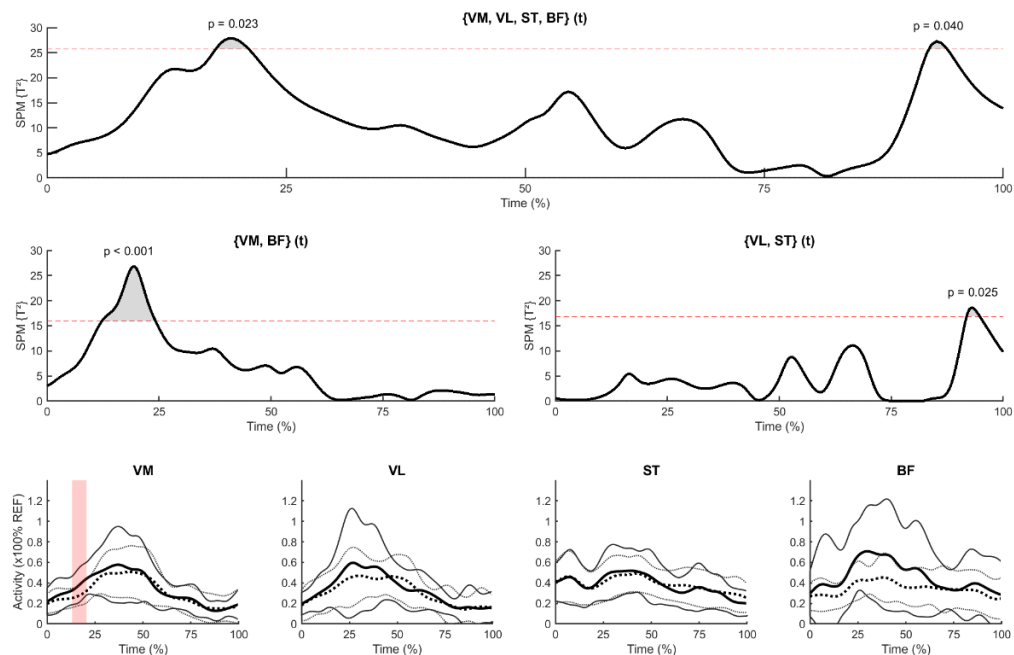 {VM, VL, ST, BF} (t)
p = 0.023
p = 0.040
SPM {T²}
30
25
20
15
10
5
0
0 25 50 75 100
Time (%)
{VM, BF} (t)
p < 0.001
SPM {T²}
30
25
20
15
10
5
0
0 25 50 75 100
Time (%)
{VL, ST} (t)
p = 0.025
SPM {T²}
30
25
20
15
10
5
0
0 25 50 75 100
Time (%)
VM
Activity (x100% REF)
1.2
1
0.8
0.6
0.4
0.2
0
0 25 50 75 100
Time (%)
VL
1.2
1
0.8
0.6
0.4
0.2
0
0 25 50 75 100
Time (%)
ST
1.2
1
0.8
0.6
0.4
0.2
0
0 25 50 75 100
Time (%)
BF
1.2
1
0.8
0.6
0.4
0.2
0
0 25 50 75 100
Time (%)